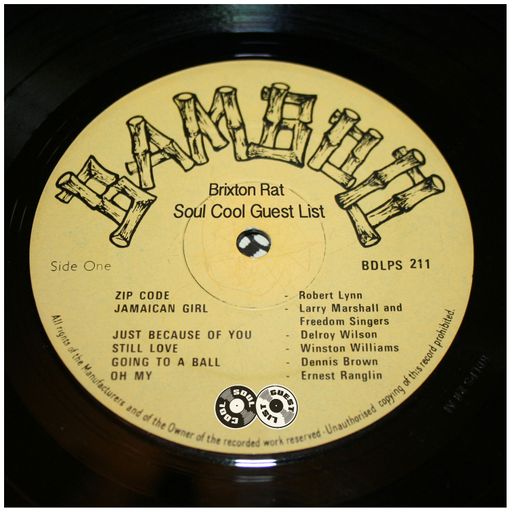 BAMBOO
Brixton Rat
Soul Cool Guest List
Side One
BDLPS 211
ZIP CODE - Robert Lynn
JAMAICAN GIRL - Larry Marshall and
Freedom Singers
JUST BECAUSE OF YOU - Delroy Wilson
STILL LOVE - Winston Williams
GOING TO A BALL - Dennis Brown
OH MY - Ernest Ranglin
COOL SOUL
GUEST LIST
All rights of the Manufacturers and of the Owner of the recorded work reserved - Unauthorised copying of this record prohibited.